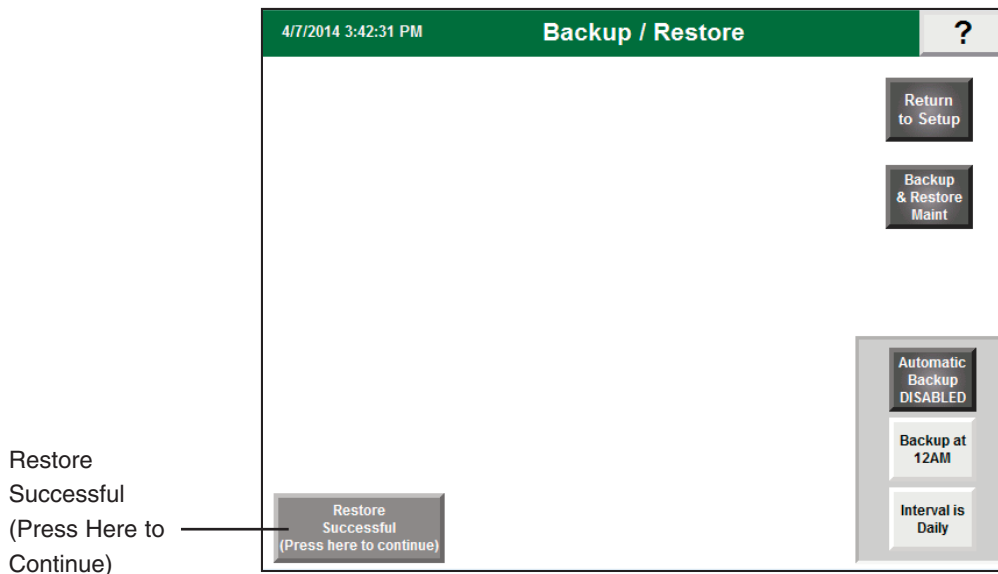 4/7/2014 3:42:31 PM
Backup / Restore
?
Return
to Setup
Backup
& Restore
Maint
Automatic
Backup
DISABLED
Backup at
12AM
Interval is
Daily
Restore
Successful
(Press here to continue)
Restore
Successful
(Press Here to
Continue)